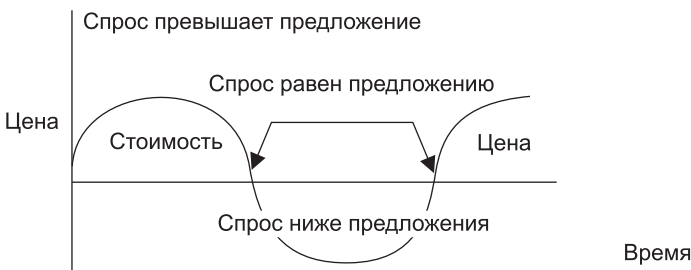 Спрос превышает предложение
Спрос равен предложению
Цена
Стоимость
Цена
Спрос ниже предложения
Время